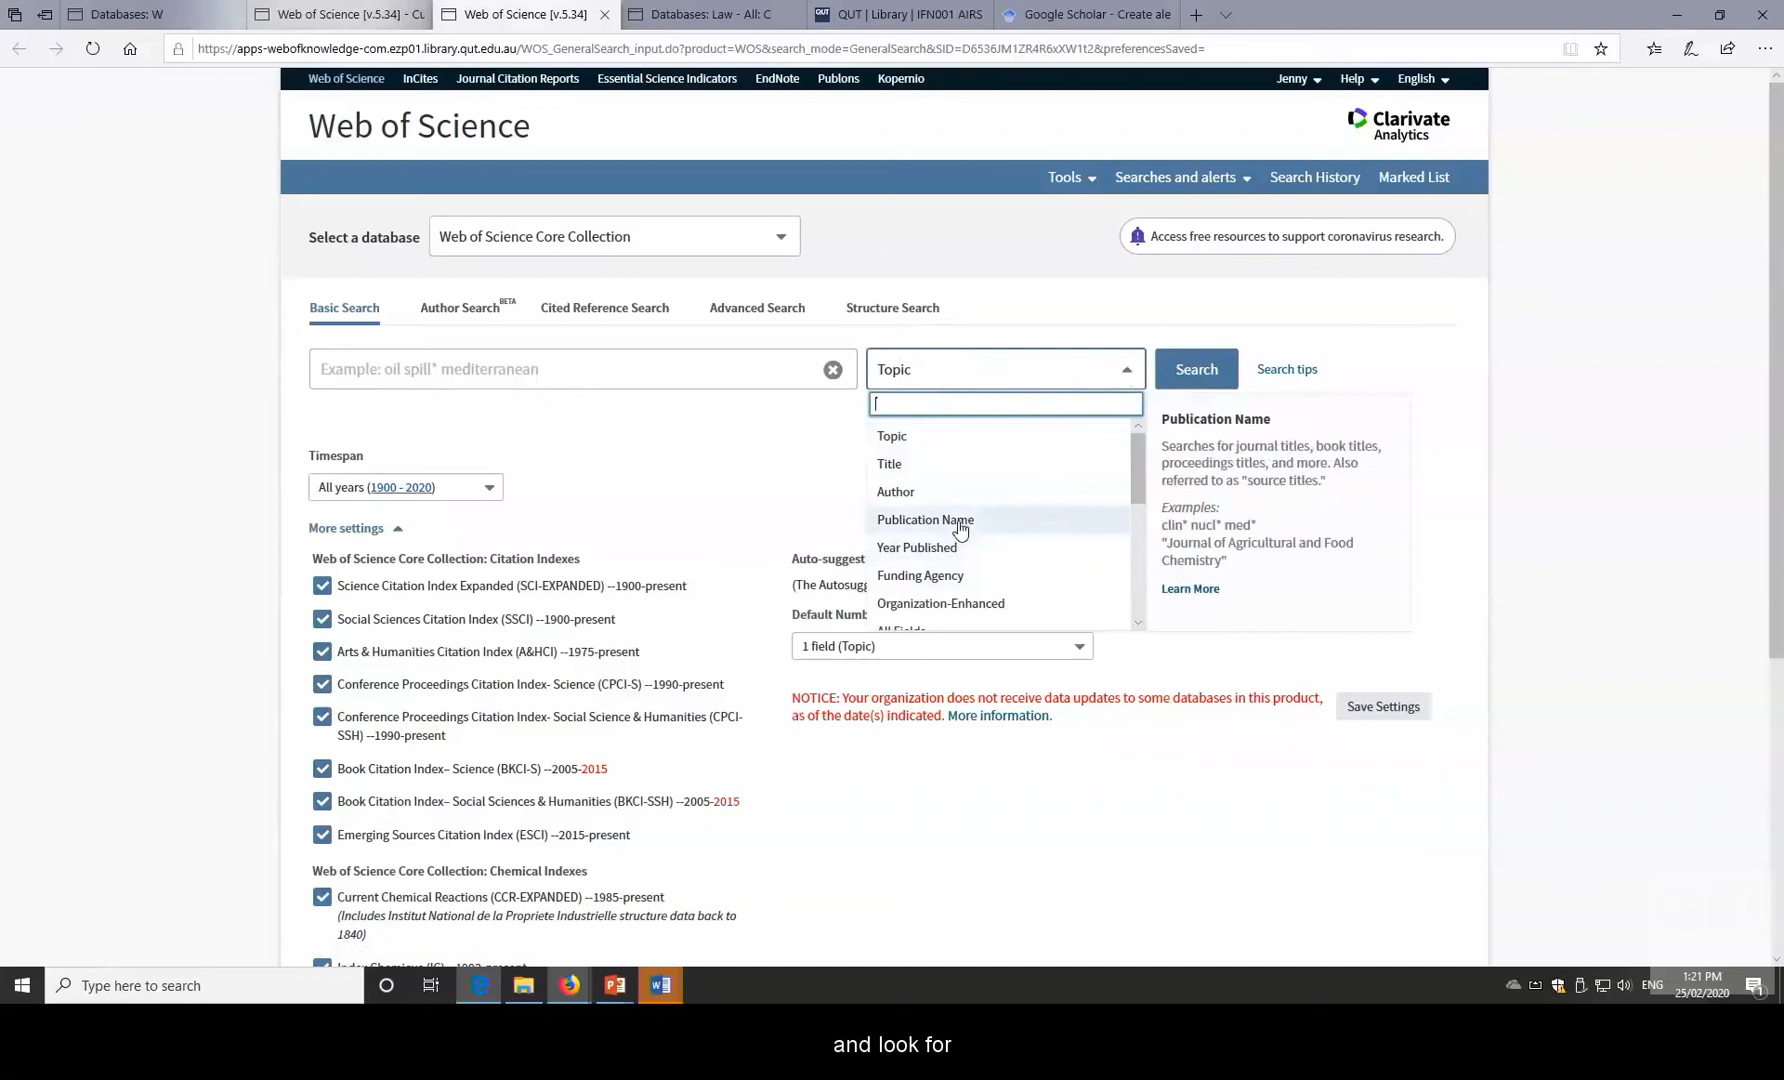 Databases: W
Web of Science [v.5.34] - Cu
Web of Science [v.5.34]
Databases: Law - All: C
QUT | Library | IFN001 AIRS
Google Scholar - Create ale
https://apps-webofknowledge-com.ezp01.library.qut.edu.au/WOS_GeneralSearch_input.do?product=WOS&search_mode=GeneralSearch&SID=D6536JM1ZR4R6xXW1t2&preferencesSaved=
Web of Science InCites Journal Citation Reports Essential Science Indicators EndNote Publons Kopernio Jenny Help English
Web of Science
Clarivate
Analytics
Tools Searches and alerts Search History Marked List
Select a database Web of Science Core Collection
Access free resources to support coronavirus research.
Basic Search Author Search BETA Cited Reference Search Advanced Search Structure Search
Example: oil spill* mediterranean
Topic
Search
Search tips
Topic
Title
Author
Publication Name
Year Published
Funding Agency
Organization-Enhanced
All Fields
Publication Name
Searches for journal titles, book titles,
proceedings titles, and more. Also
referred to as "source titles."
Examples:
clin* nucl* med*
"Journal of Agricultural and Food
Chemistry"
Learn More
Timespan
All years (1900 - 2020)
More settings
Web of Science Core Collection: Citation Indexes
Science Citation Index Expanded (SCI-EXPANDED) --1900-present
Social Sciences Citation Index (SSCI) --1900-present
Arts & Humanities Citation Index (A&HCI) --1975-present
Conference Proceedings Citation Index- Science (CPCI-S) --1990-present
Conference Proceedings Citation Index- Social Science & Humanities (CPCI-
SSH) --1990-present
Book Citation Index– Science (BKCI-S) --2005-2015
Book Citation Index– Social Sciences & Humanities (BKCI-SSH) --2005-2015
Emerging Sources Citation Index (ESCI) --2015-present
Web of Science Core Collection: Chemical Indexes
Current Chemical Reactions (CCR-EXPANDED) --1985-present
(Includes Institut National de la Propriete Industrielle structure data back to
1840)
Auto-suggest
(The Autosugg
Default Numb
1 field (Topic)
NOTICE: Your organization does not receive data updates to some databases in this product,
as of the date(s) indicated. More information.
Save Settings
Type here to search
ENG
1:21 PM
25/02/2020
and look for